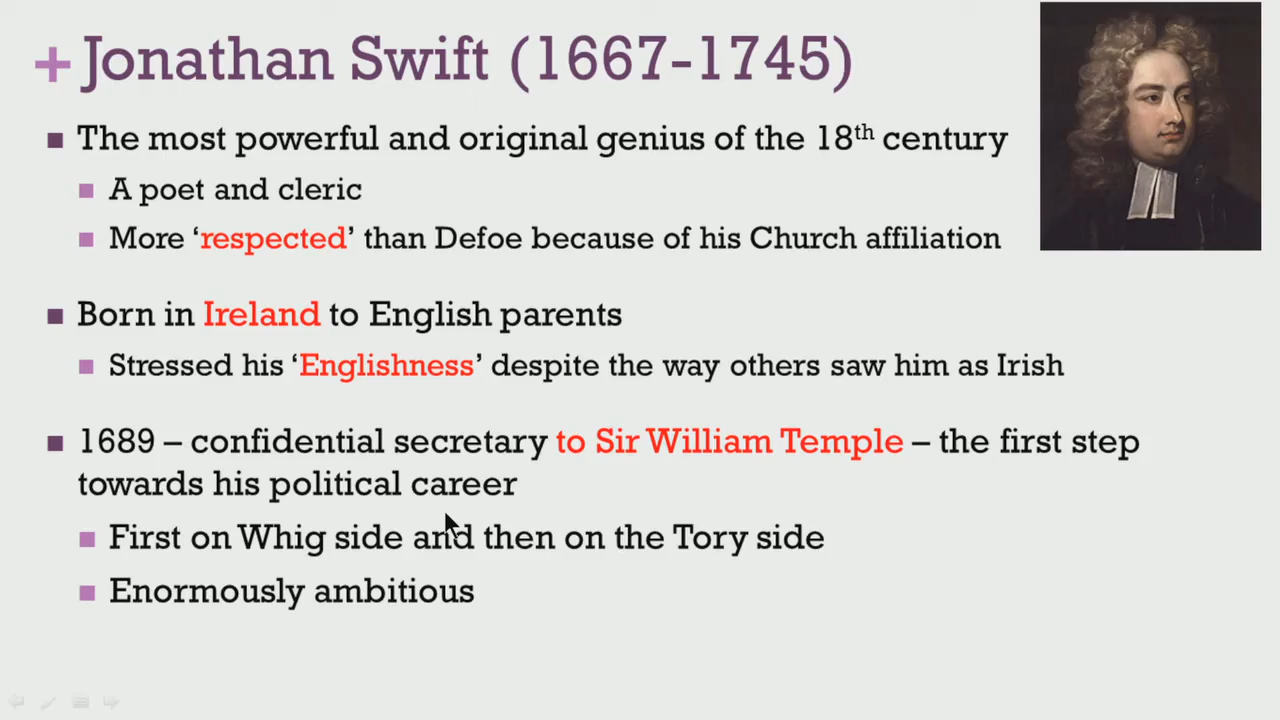 + Jonathan Swift (1667-1745)
■ The most powerful and original genius of the 18th century
■ A poet and cleric
■ More ‘respected’ than Defoe because of his Church affiliation
■ Born in Ireland to English parents
■ Stressed his ‘Englishness’ despite the way others saw him as Irish
■ 1689 – confidential secretary to Sir William Temple – the first step
towards his political career
■ First on Whig side and then on the Tory side
■ Enormously ambitious